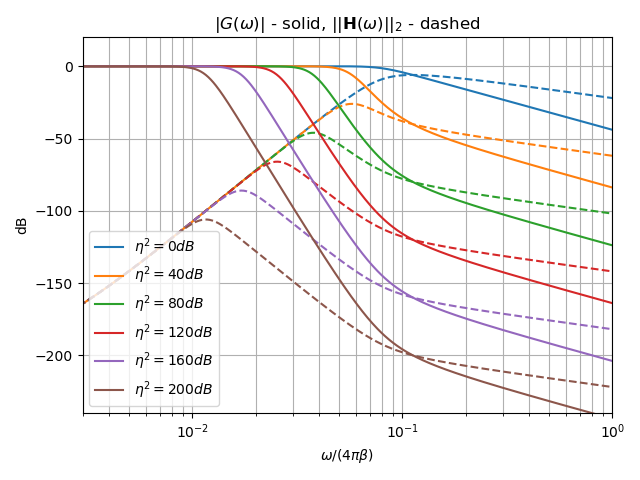 |G(ω)| - solid, ||𝐇(ω)||₂ - dashed
0
−50
−100
−150
−200
dB
η² = 0dB
η² = 40dB
η² = 80dB
η² = 120dB
η² = 160dB
η² = 200dB
10⁻² 10⁻¹ 10⁰
ω/(4πβ)